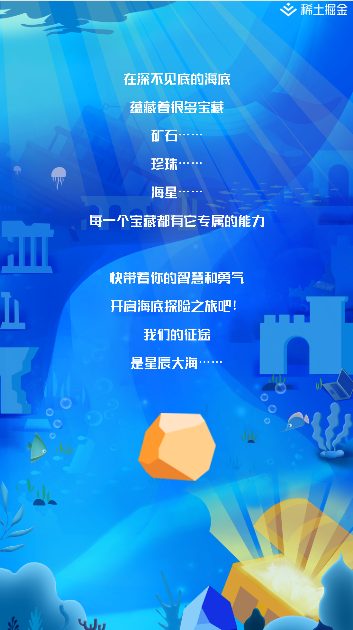 稀土掘金
在深不见底的海底
蕴藏着很多宝藏
矿石……
珍珠……
海星……
每一个宝藏都有它专属的能力
快带着你的智慧和勇气
开启海底探险之旅吧！
我们的征途
是星辰大海……